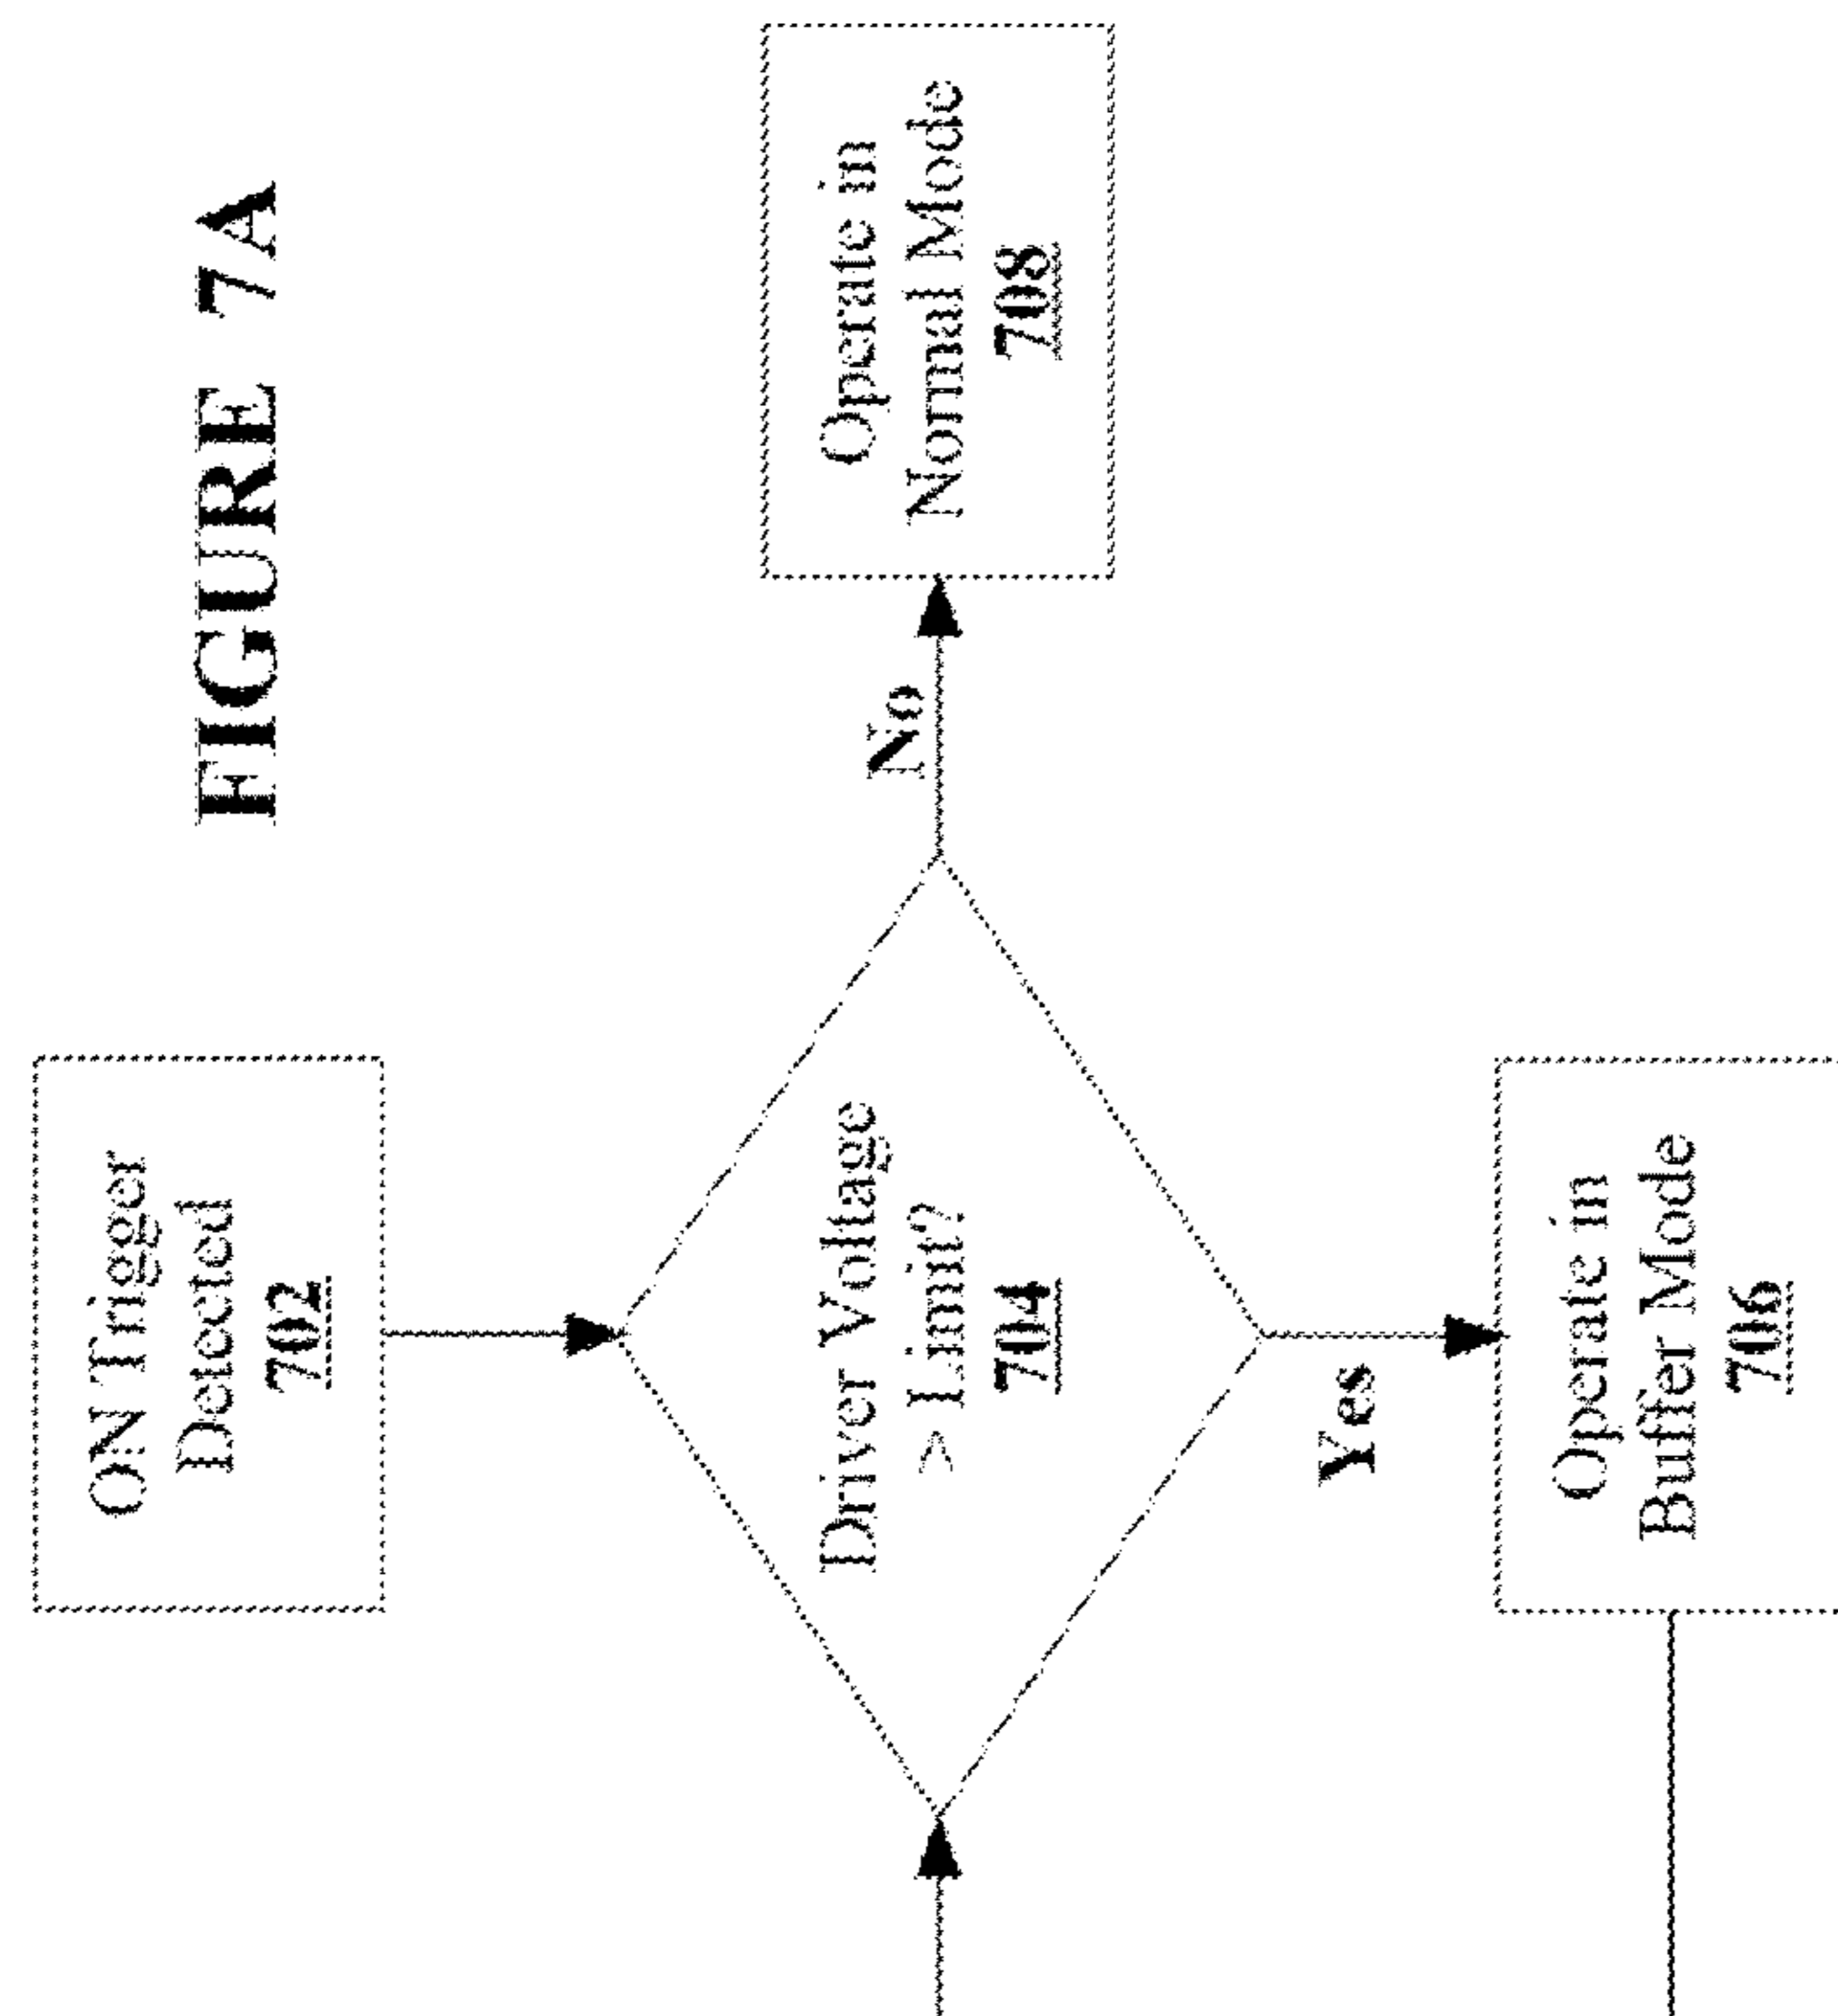 FIGURE 7A
ON Trigger
Detected
702
Driver Voltage
> Limit?
704
No
Operate in
Normal Mode
708
Yes
Operate in
Buffer Mode
706